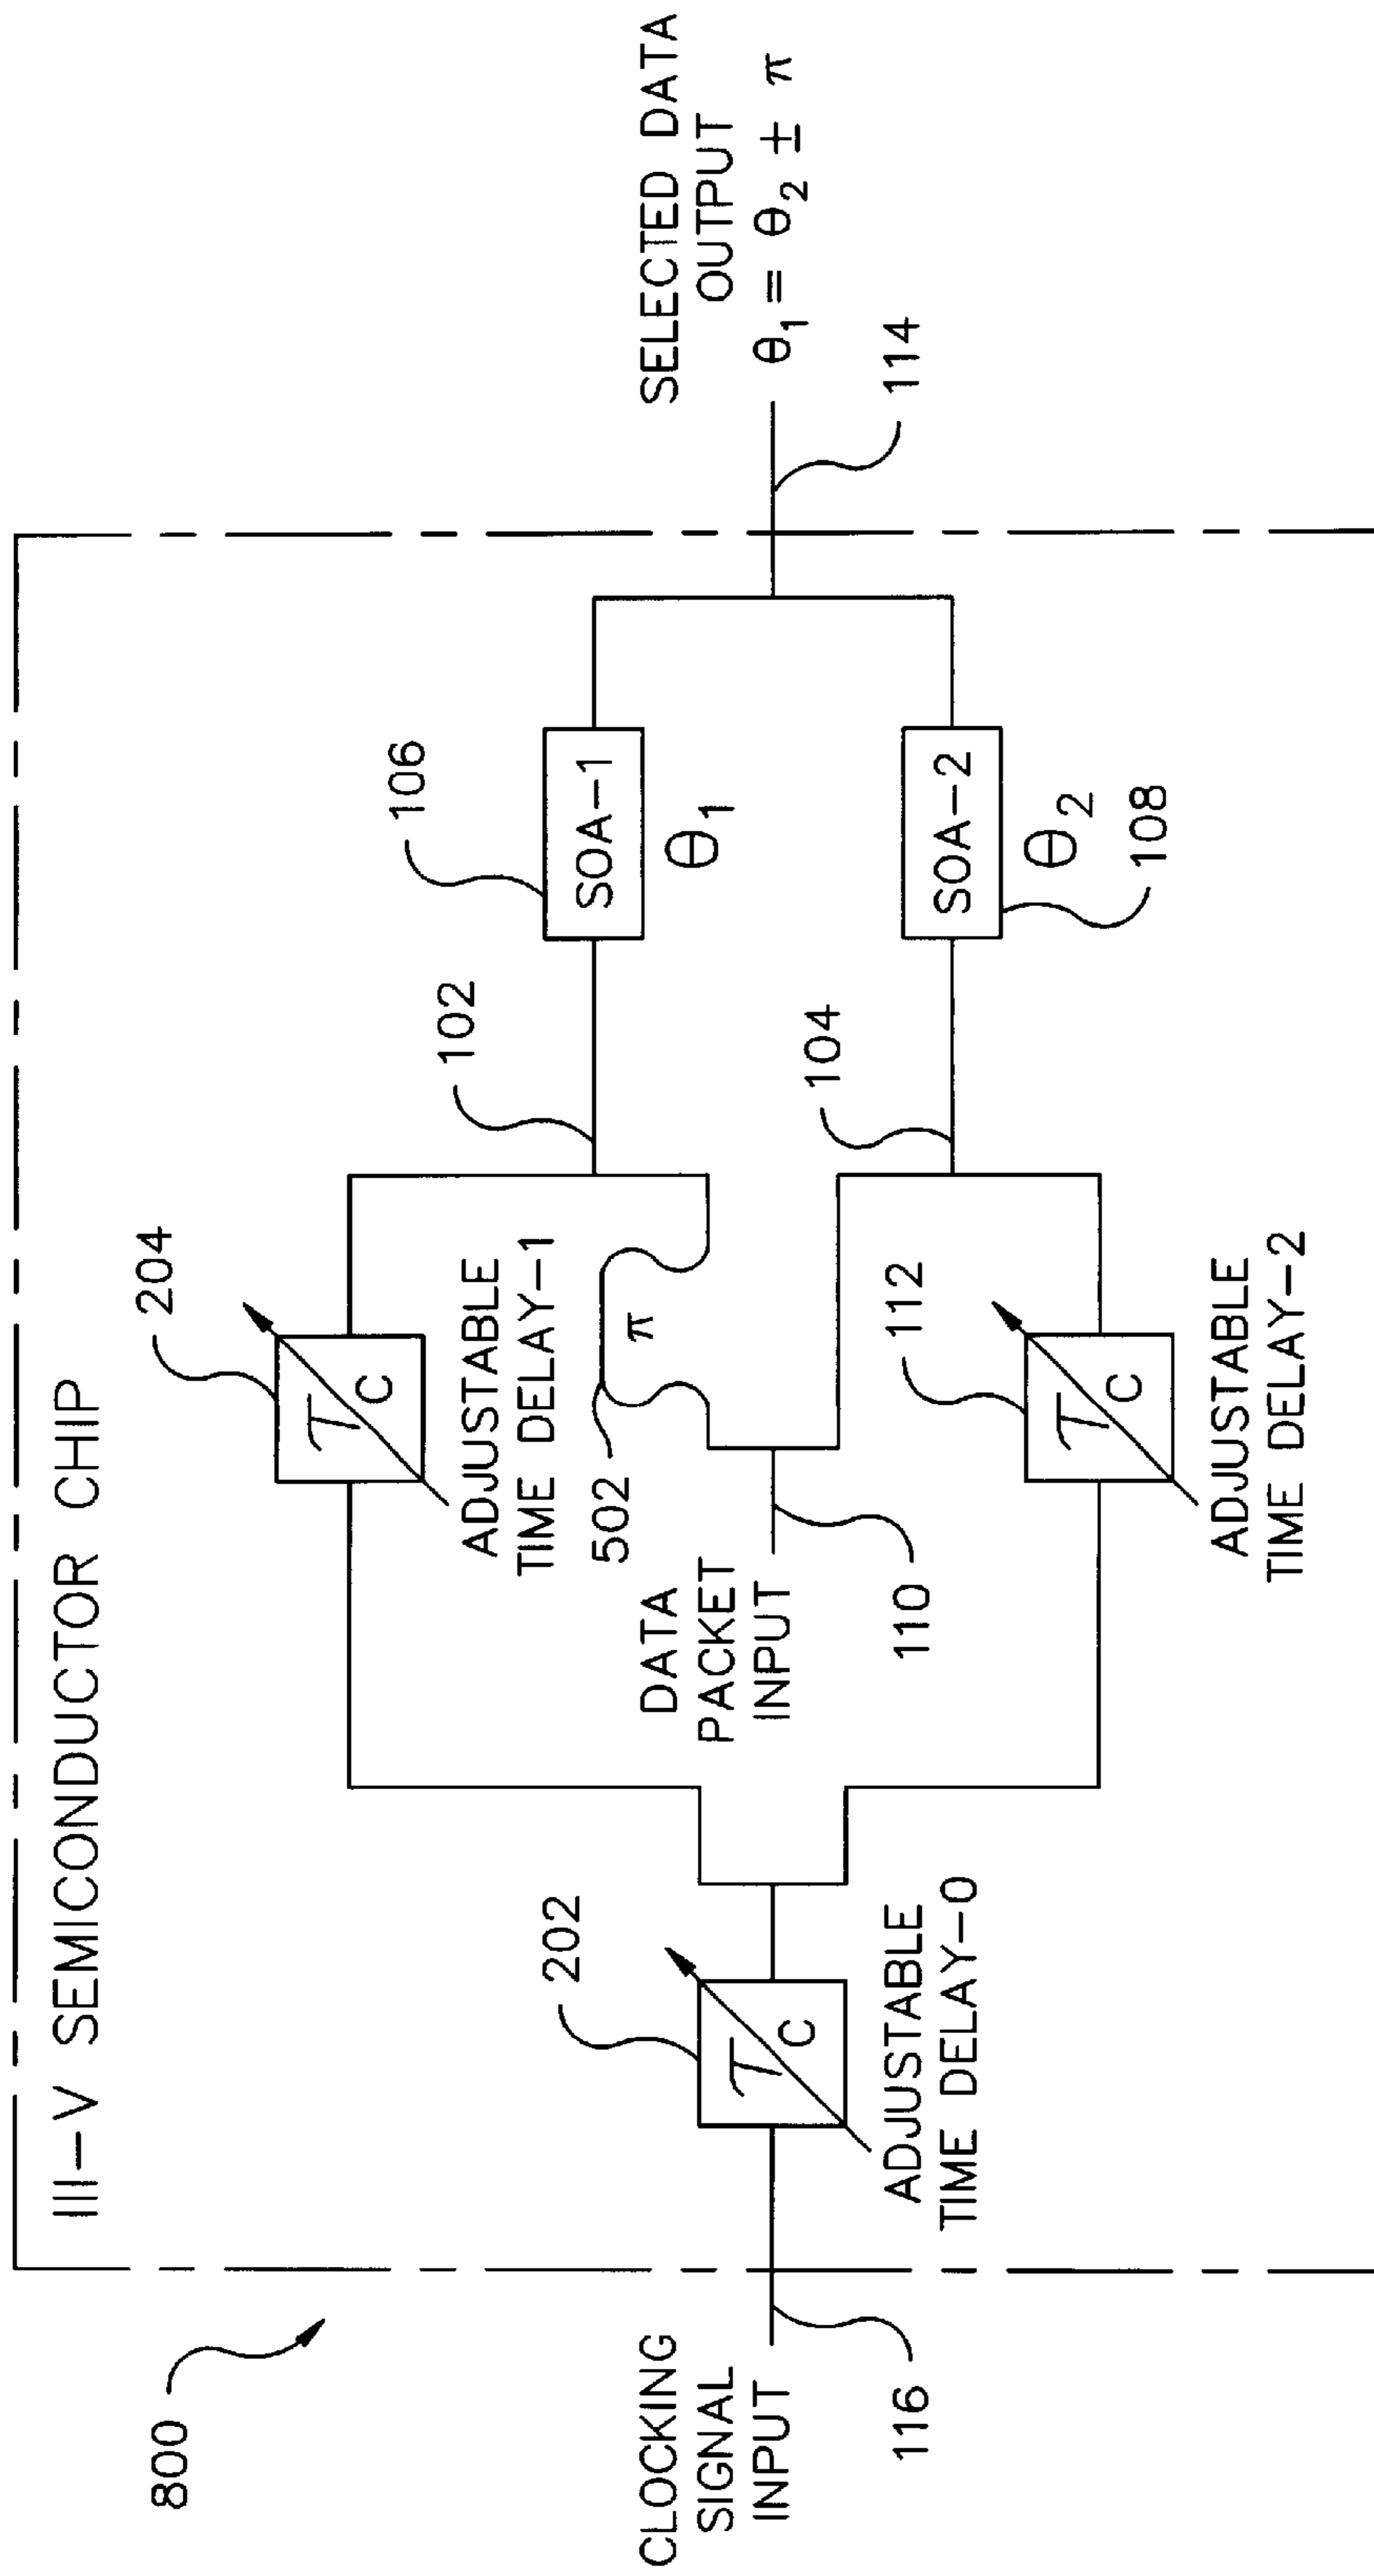 800
III-V SEMICONDUCTOR CHIP
CLOCKING
SIGNAL
INPUT
116
202
T
C
ADJUSTABLE
TIME DELAY-0
204
T
C
ADJUSTABLE
TIME DELAY-1
502
π
DATA
PACKET
INPUT
110
112
T
C
ADJUSTABLE
TIME DELAY-2
102
104
106
SOA-1
θ1
SOA-2
θ2
108
SELECTED DATA
OUTPUT
θ1 = θ2 ± π
114